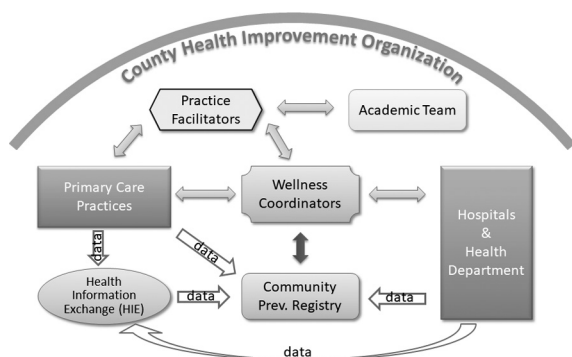 County Health Improvement Organization
Practice
Facilitators
Academic Team
Primary Care
Practices
Wellness
Coordinators
Hospitals
&
Health
Department
data
data
Health
Information
Exchange (HIE)
data
Community
Prev. Registry
data
data